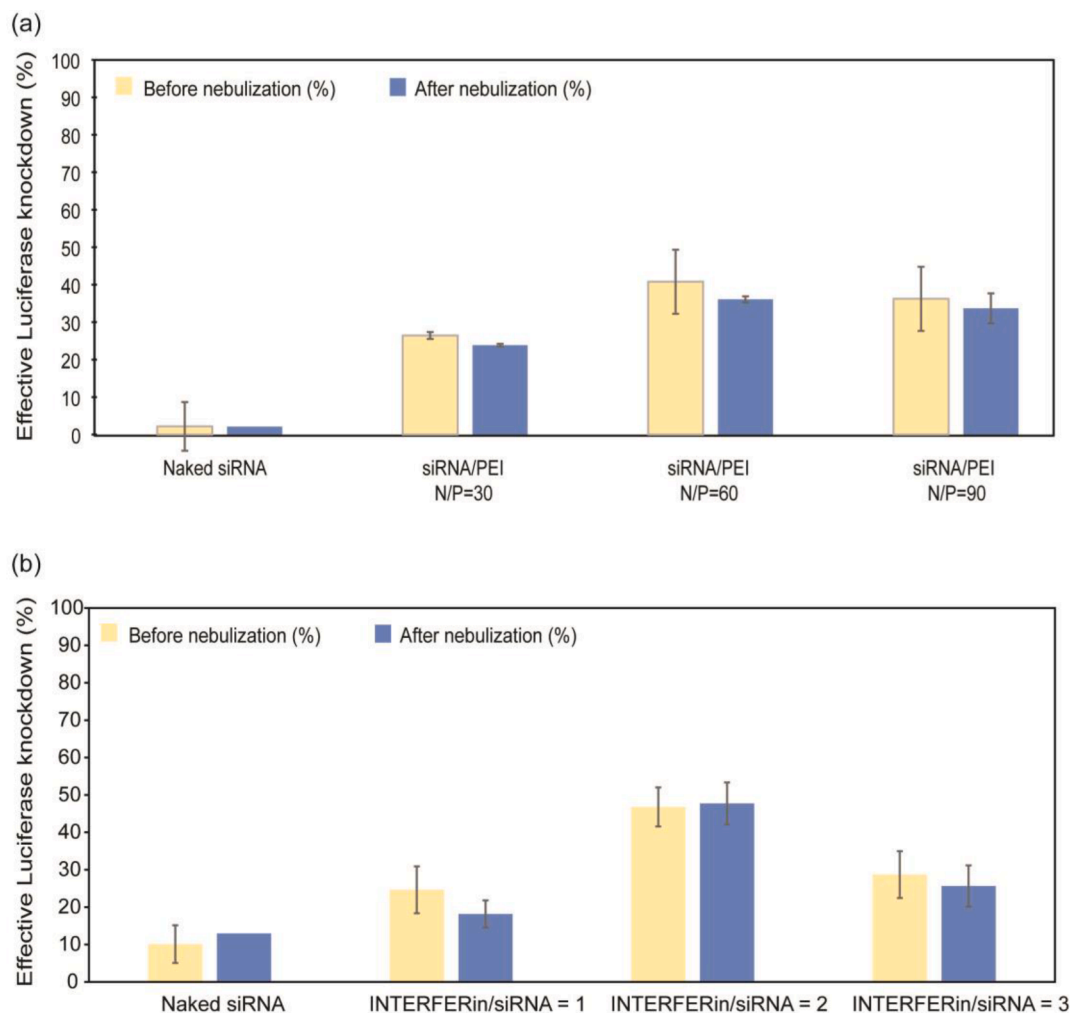 (a)
Effective Luciferase knockdown (%)
100
90
80
70
60
50
40
30
20
10
0
Before nebulization (%)
After nebulization (%)
Naked siRNA
siRNA/PEI
N/P=30
siRNA/PEI
N/P=60
siRNA/PEI
N/P=90
(b)
Effective Luciferase knockdown (%)
100
90
80
70
60
50
40
30
20
10
0
Before nebulization (%)
After nebulization (%)
Naked siRNA
INTERFERin/siRNA = 1
INTERFERin/siRNA = 2
INTERFERin/siRNA = 3